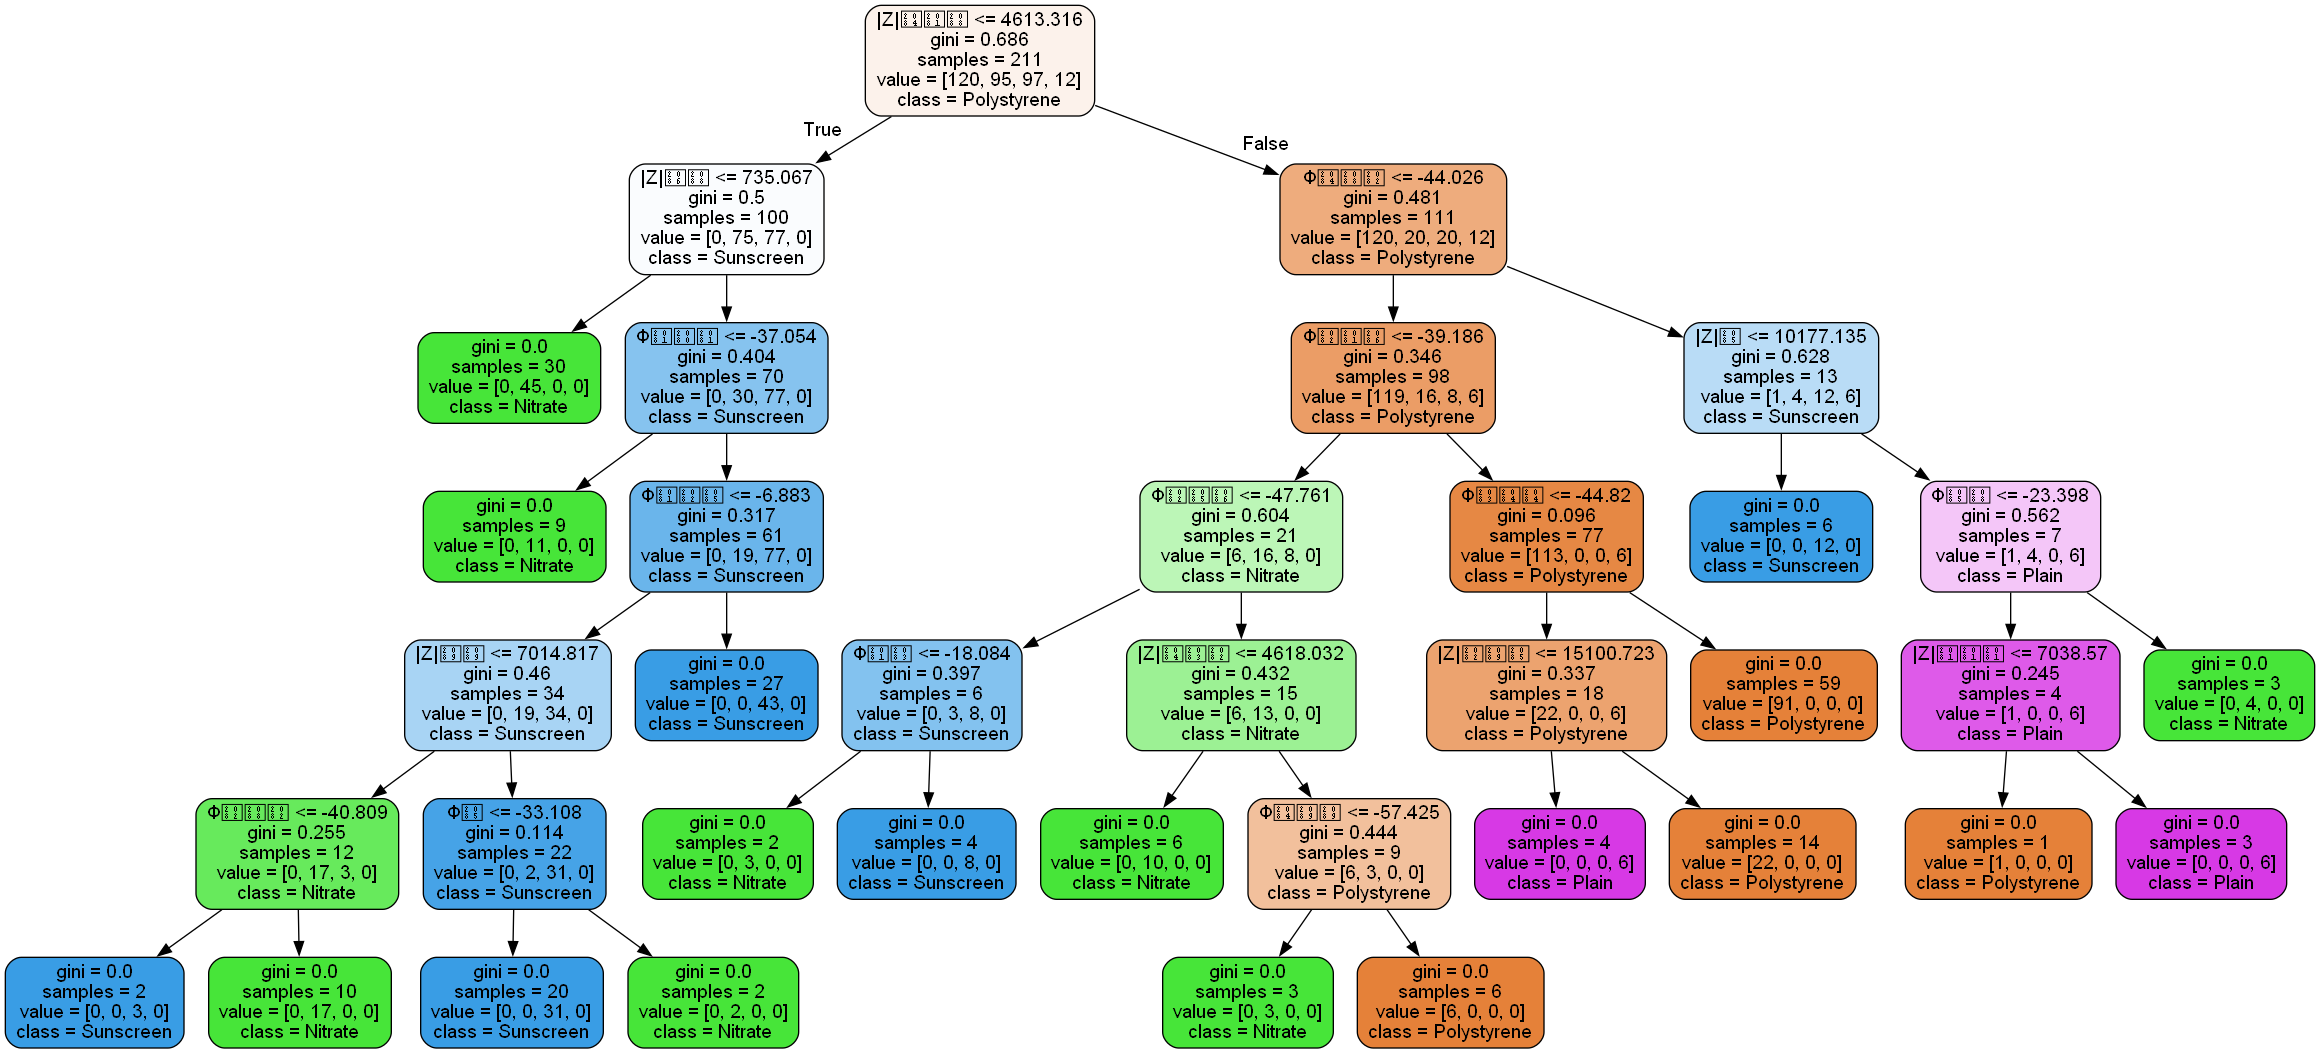 |Z| <= 4613.316
gini = 0.686
samples = 211
value = [120, 95, 97, 12]
class = Polystyrene
True
False
|Z| <= 735.067
gini = 0.5
samples = 100
value = [0, 75, 77, 0]
class = Sunscreen
Φ <= -44.026
gini = 0.481
samples = 111
value = [120, 20, 20, 12]
class = Polystyrene
gini = 0.0
samples = 30
value = [0, 45, 0, 0]
class = Nitrate
Φ <= -37.054
gini = 0.404
samples = 70
value = [0, 30, 77, 0]
class = Sunscreen
Φ <= -39.186
gini = 0.346
samples = 98
value = [119, 16, 8, 6]
class = Polystyrene
|Z| <= 10177.135
gini = 0.628
samples = 13
value = [1, 4, 12, 6]
class = Sunscreen
gini = 0.0
samples = 9
value = [0, 11, 0, 0]
class = Nitrate
Φ <= -6.883
gini = 0.317
samples = 61
value = [0, 19, 77, 0]
class = Sunscreen
Φ <= -47.761
gini = 0.604
samples = 21
value = [6, 16, 8, 0]
class = Nitrate
Φ <= -44.82
gini = 0.096
samples = 77
value = [113, 0, 0, 6]
class = Polystyrene
gini = 0.0
samples = 6
value = [0, 0, 12, 0]
class = Sunscreen
Φ <= -23.398
gini = 0.562
samples = 7
value = [1, 4, 0, 6]
class = Plain
|Z| <= 7014.817
gini = 0.46
samples = 34
value = [0, 19, 34, 0]
class = Sunscreen
gini = 0.0
samples = 27
value = [0, 0, 43, 0]
class = Sunscreen
Φ <= -18.084
gini = 0.397
samples = 6
value = [0, 3, 8, 0]
class = Sunscreen
|Z| <= 4618.032
gini = 0.432
samples = 15
value = [6, 13, 0, 0]
class = Nitrate
|Z| <= 15100.723
gini = 0.337
samples = 18
value = [22, 0, 0, 6]
class = Polystyrene
gini = 0.0
samples = 59
value = [91, 0, 0, 0]
class = Polystyrene
|Z| <= 7038.57
gini = 0.245
samples = 4
value = [1, 0, 0, 6]
class = Plain
gini = 0.0
samples = 3
value = [0, 4, 0, 0]
class = Nitrate
Φ <= -40.809
gini = 0.255
samples = 12
value = [0, 17, 3, 0]
class = Nitrate
Φ <= -33.108
gini = 0.114
samples = 22
value = [0, 2, 31, 0]
class = Sunscreen
gini = 0.0
samples = 2
value = [0, 3, 0, 0]
class = Nitrate
gini = 0.0
samples = 4
value = [0, 0, 8, 0]
class = Sunscreen
gini = 0.0
samples = 6
value = [0, 10, 0, 0]
class = Nitrate
Φ <= -57.425
gini = 0.444
samples = 9
value = [6, 3, 0, 0]
class = Polystyrene
gini = 0.0
samples = 4
value = [0, 0, 0, 6]
class = Plain
gini = 0.0
samples = 14
value = [22, 0, 0, 0]
class = Polystyrene
gini = 0.0
samples = 1
value = [1, 0, 0, 0]
class = Polystyrene
gini = 0.0
samples = 3
value = [0, 0, 0, 6]
class = Plain
gini = 0.0
samples = 2
value = [0, 0, 3, 0]
class = Sunscreen
gini = 0.0
samples = 10
value = [0, 17, 0, 0]
class = Nitrate
gini = 0.0
samples = 20
value = [0, 0, 31, 0]
class = Sunscreen
gini = 0.0
samples = 2
value = [0, 2, 0, 0]
class = Nitrate
gini = 0.0
samples = 3
value = [0, 3, 0, 0]
class = Nitrate
gini = 0.0
samples = 6
value = [6, 0, 0, 0]
class = Polystyrene